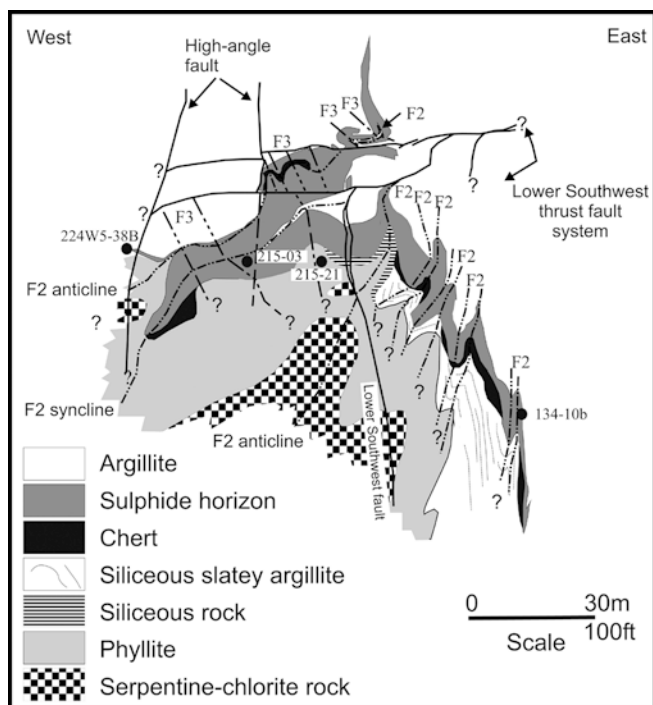 West
East
High-angle
fault
F3
F3
F2
F3
?
?
?
Lower Southwest
thrust fault
system
F2
F2
F2
F3
224W5-38B
215-03
215-21
F2
F2
F2 anticline
?
?
?
?
?
F2
134-10b
F2 syncline
F2 anticline
?
?
Lower Southwest fault
Argillite
Sulphide horizon
Chert
Siliceous slatey argillite
Siliceous rock
Phyllite
Serpentine-chlorite rock
0
30m
100ft
Scale